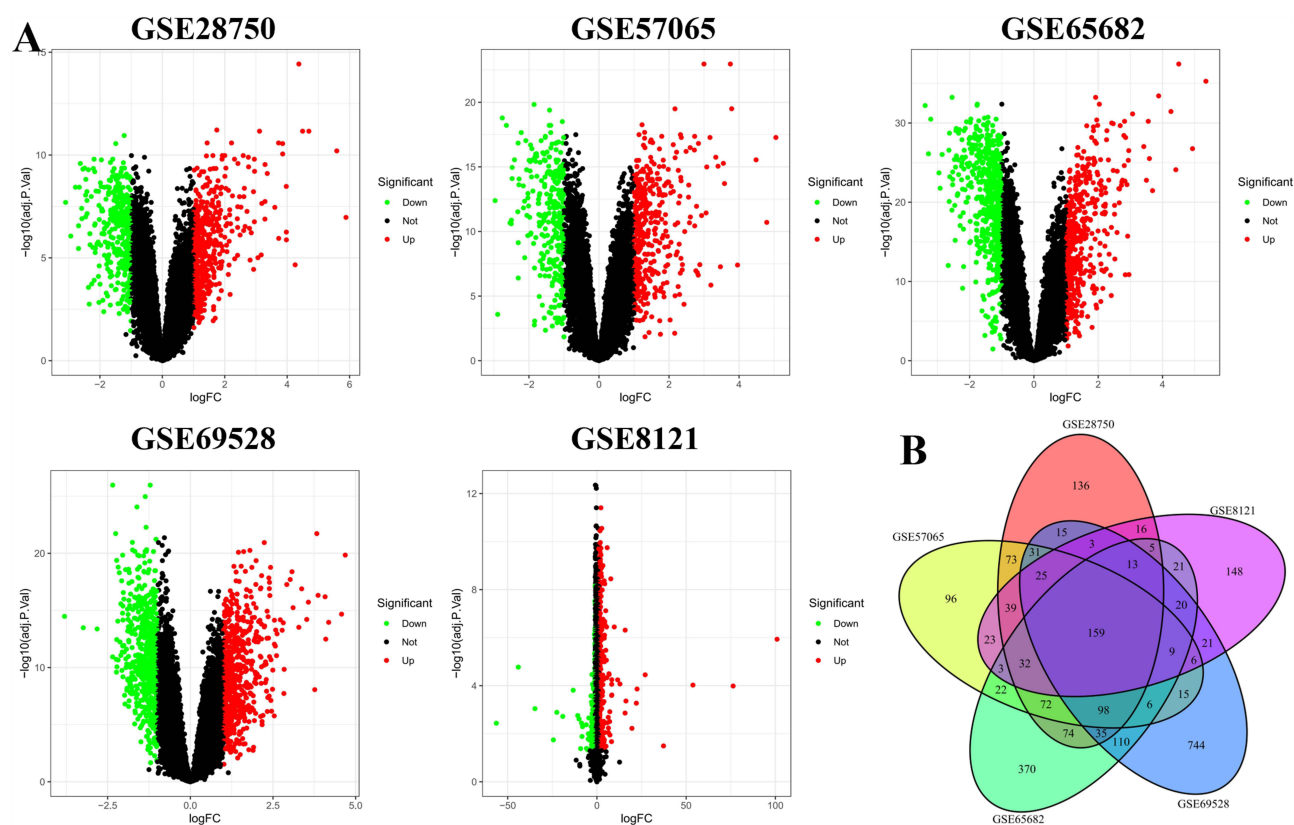 A
GSE28750
GSE57065
GSE65682
15
10
5
0
−log10(adj.P.Val)
−2
0
2
4
6
logFC
Significant
Down
Not
Up
20
15
10
5
0
−log10(adj.P.Val)
−2
0
2
4
logFC
Significant
Down
Not
Up
30
20
10
0
−log10(adj.P.Val)
−2
0
2
4
logFC
Significant
Down
Not
Up
GSE69528
GSE8121
20
10
0
−log10(adj.P.Val)
−2.5
0.0
2.5
5.0
logFC
Significant
Down
Not
Up
12
8
4
0
−log10(adj.P.Val)
−50
0
50
100
logFC
Significant
Down
Not
Up
B
GSE28750
GSE8121
GSE57065
GSE65682
GSE69528
136
15
16
3
5
73
31
13
21
148
25
96
39
20
159
23
21
9
32
6
3
22
15
72
98
6
74
35
110
744
370